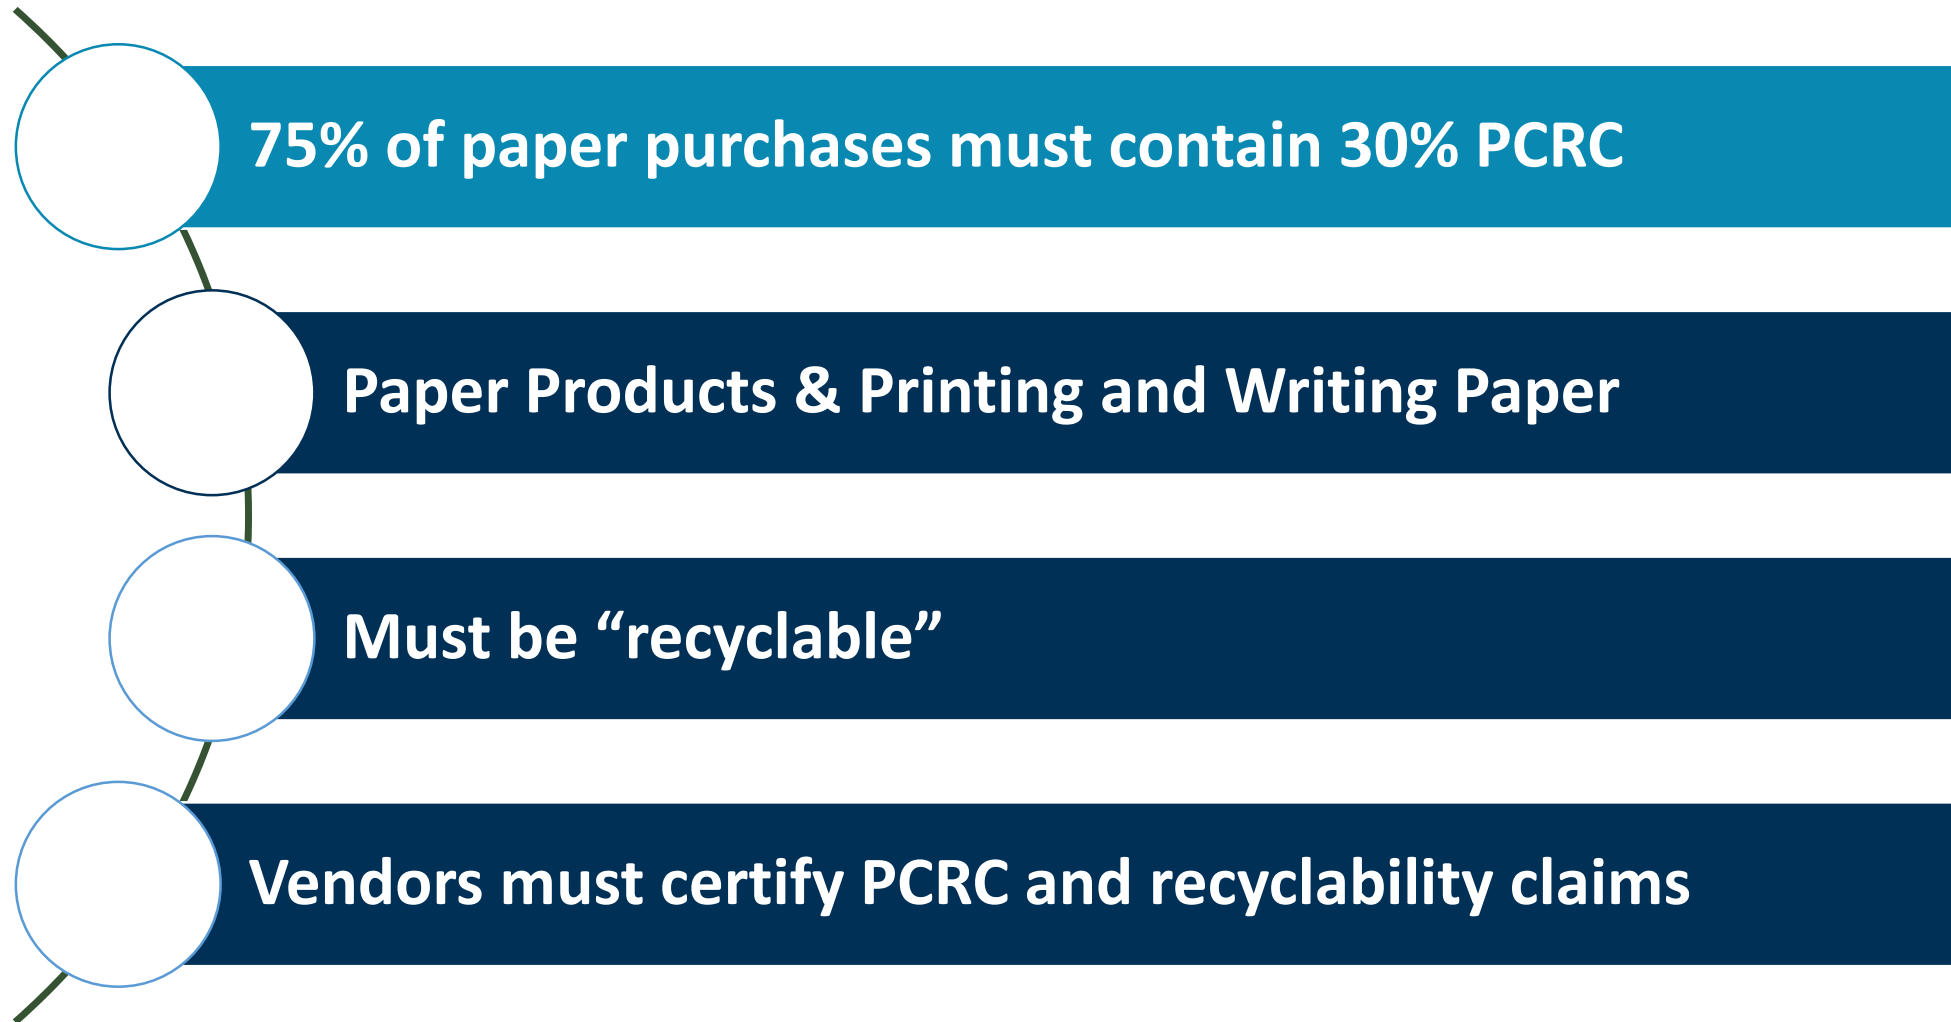 75% of paper purchases must contain 30% PCRC
Paper Products & Printing and Writing Paper
Must be “recyclable”
Vendors must certify PCRC and recyclability claims